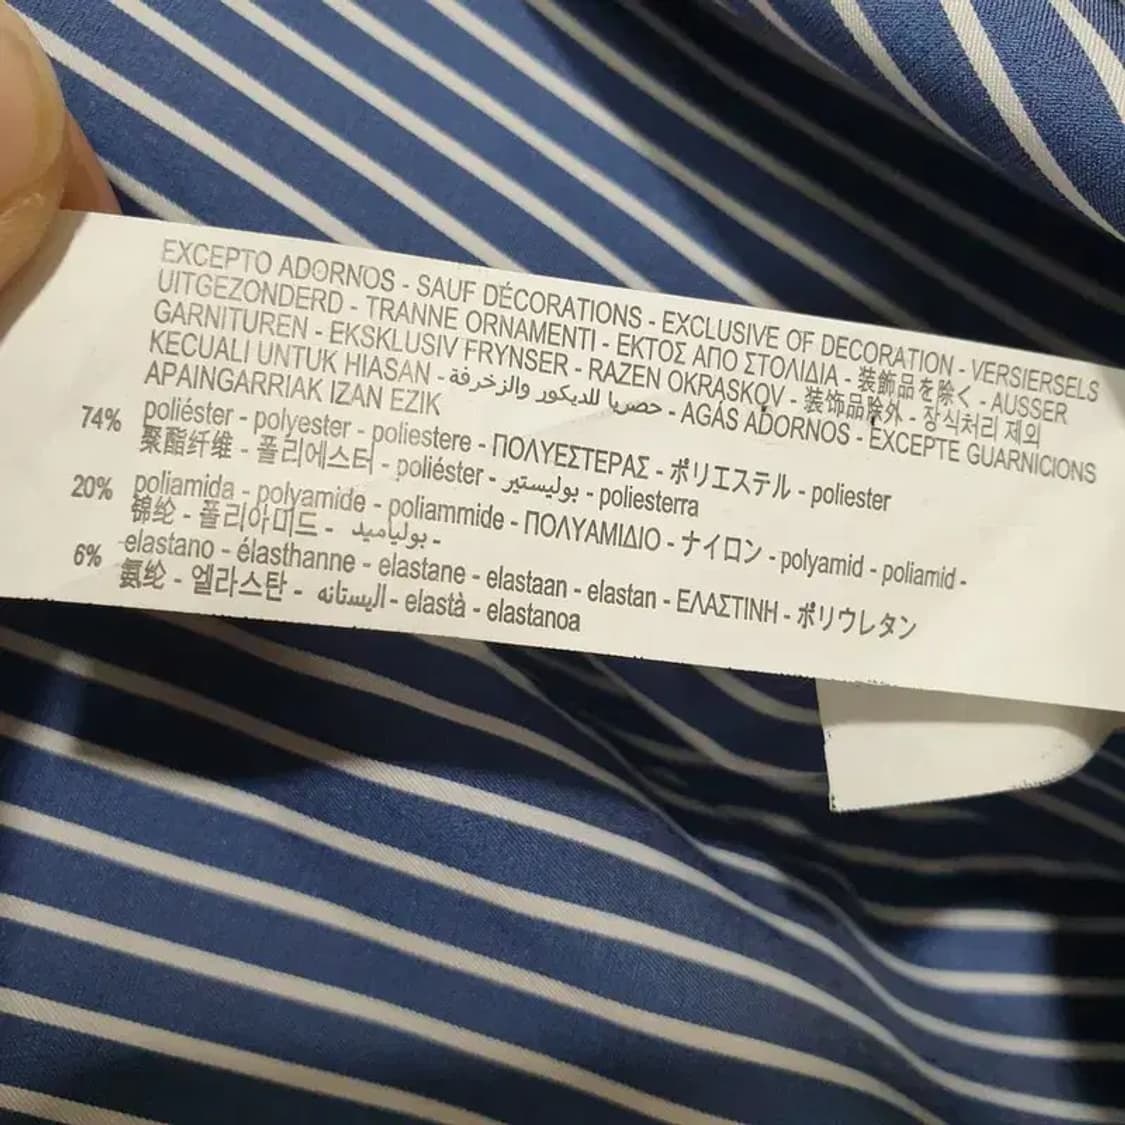 EXCEPTO ADORNOS - SAUF DÉCORATIONS - EXCLUSIVE OF DECORATION - VERSIERSELS
UITGEZONDERD - TRANNE ORNAMENTI - ΕΚΤΟΣ ΑΠΟ ΣΤΟΛΙΔΙΑ - 装飾品を除く - AUSSER
GARNITUREN - EKSKLUSIV FRYNSER - RAZEN OKRASKOV - 装饰品除外 - 장식처리 제외
KECUALI UNTUK HIASAN - حصريا للديكور والزخرفة - AGÁS ADORNOS - EXCEPTE GUARNICIONS
APAINGARRIAK IZAN EZIK
74% poliéster - polyester - poliestere - ΠΟΛΥΕΣΤΕΡΑΣ - ポリエステル - poliester
聚酯纤维 - 폴리에스터 - poliéster - بوليستير - poliesterra
20% poliamida - polyamide - poliammide - ΠΟΛΥΑΜΙΔΙΟ - ナイロン - polyamid - poliamid -
锦纶 - 폴리아미드 - بولياميد -
6% elastano - élasthanne - elastane - elastaan - elastan - ΕΛΑΣΤΙΝΗ - ポリウレタン
氨纶 - 엘라스탄 - اليستانه - elastà - elastanoa